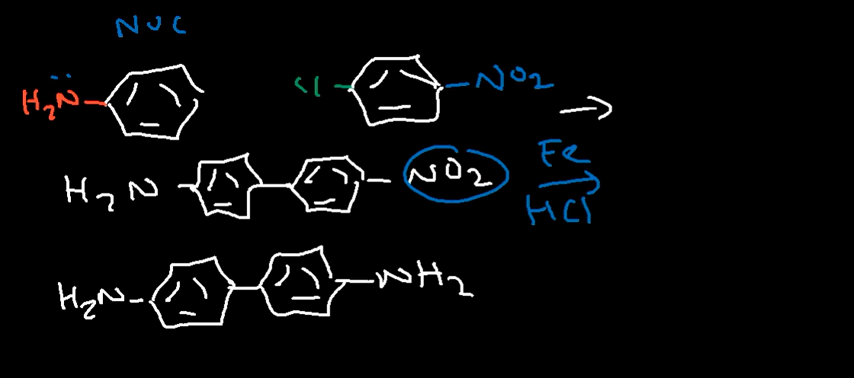 NUC
H2N Cl NO2 →
H2N NO2 Fe
HCl
H2N NH2